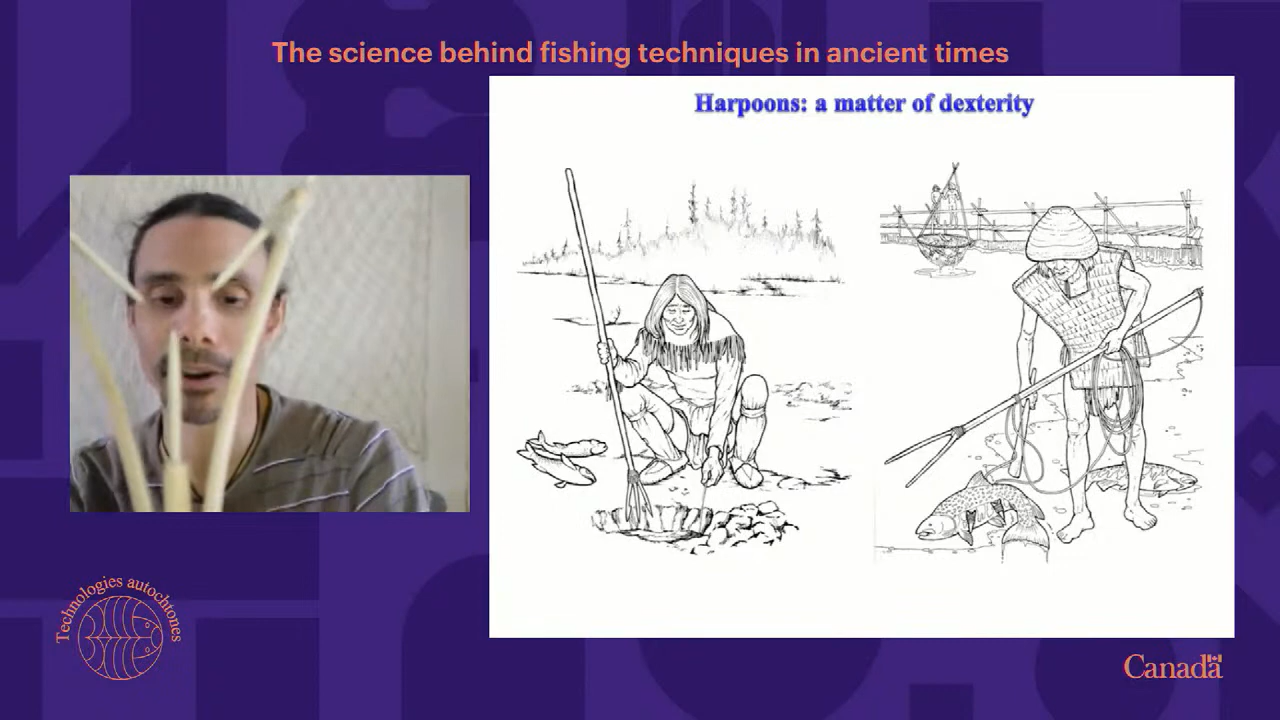 The science behind fishing techniques in ancient times
Harpoons: a matter of dexterity
Technologies autochtones
Canada